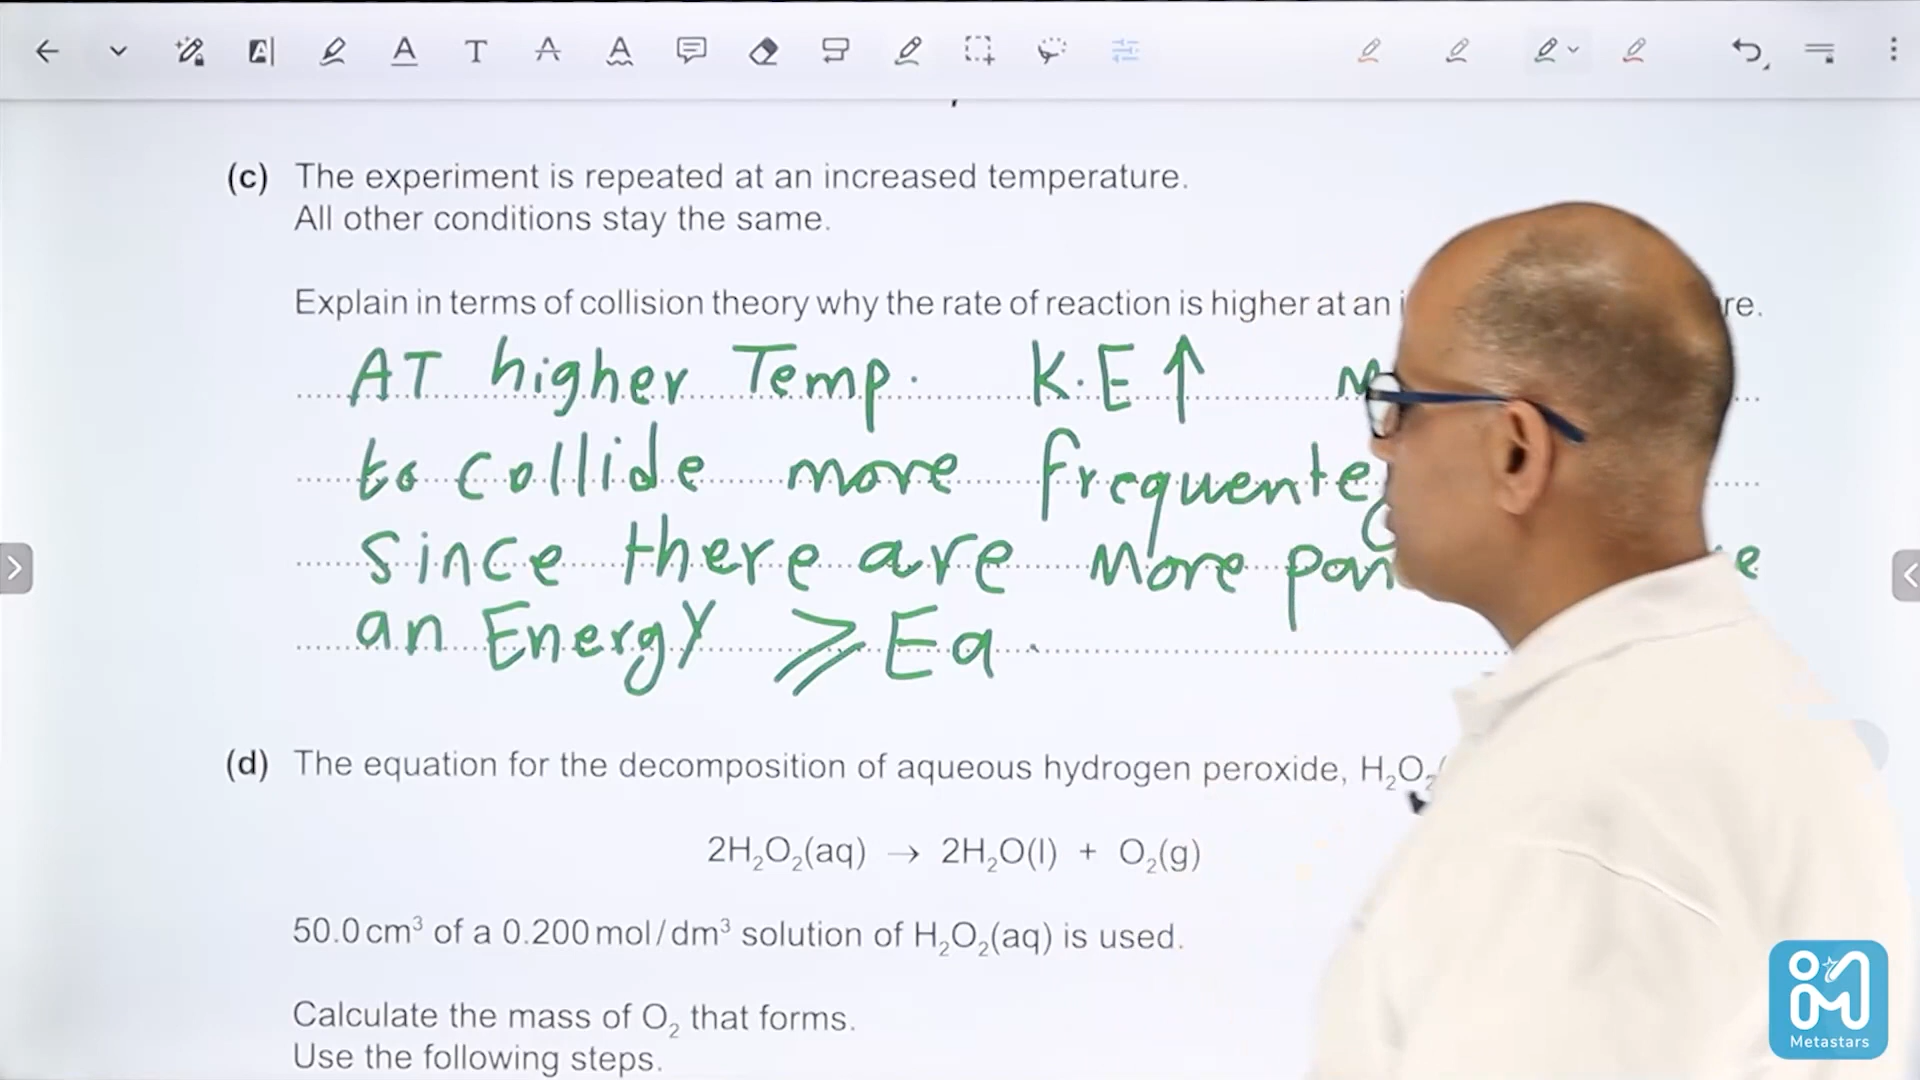 (c) The experiment is repeated at an increased temperature.
All other conditions stay the same.
Explain in terms of collision theory why the rate of reaction is higher at an
AT higher Temp. K.E↑
to collide more
since there are More
an Energy ⩾ Ea.
(d) The equation for the decomposition of aqueous hydrogen peroxide, H₂O₂(
2H₂O₂(aq) → 2H₂O(l) + O₂(g)
50.0 cm³ of a 0.200 mol/dm³ solution of H₂O₂(aq) is used.
Calculate the mass of O₂ that forms.
Use the following steps.
Metastars